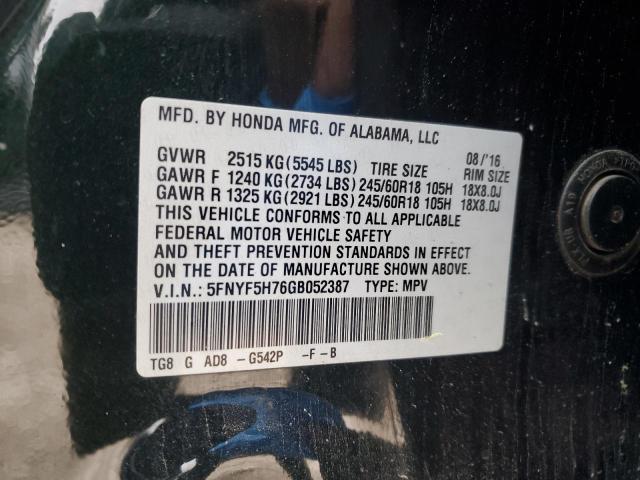 MFD. BY HONDA MFG. OF ALABAMA, LLC
08/'16
GVWR 2515 KG(5545 LBS) TIRE SIZE RIM SIZE
GAWR F 1240 KG(2734 LBS)245/60R18 105H 18X8.0J
GAWR R 1325 KG(2921 LBS)245/60R18 105H 18X8.0J
THIS VEHICLE CONFORMS TO ALL APPLICABLE
FEDERAL MOTOR VEHICLE SAFETY
AND THEFT PREVENTION STANDARDS IN EFFECT
ON THE DATE OF MANUFACTURE SHOWN ABOVE.
V.I.N.: 5FNYF5H76GB052387 TYPE: MPV
TG8 G AD8 -G542P -F-B
HONDA